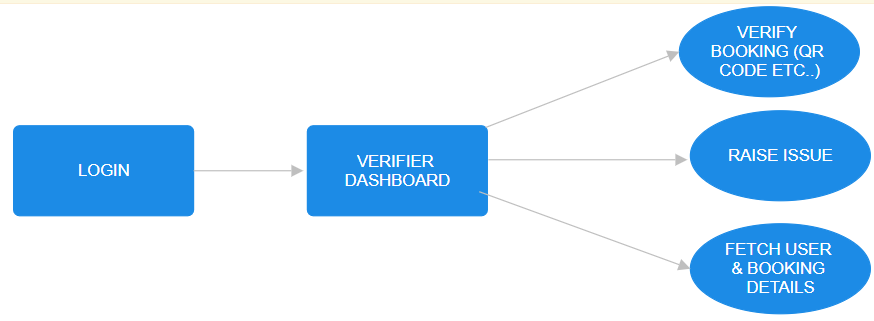 LOGIN
VERIFIER
DASHBOARD
VERIFY
BOOKING (QR
CODE ETC..)
RAISE ISSUE
FETCH USER
& BOOKING
DETAILS